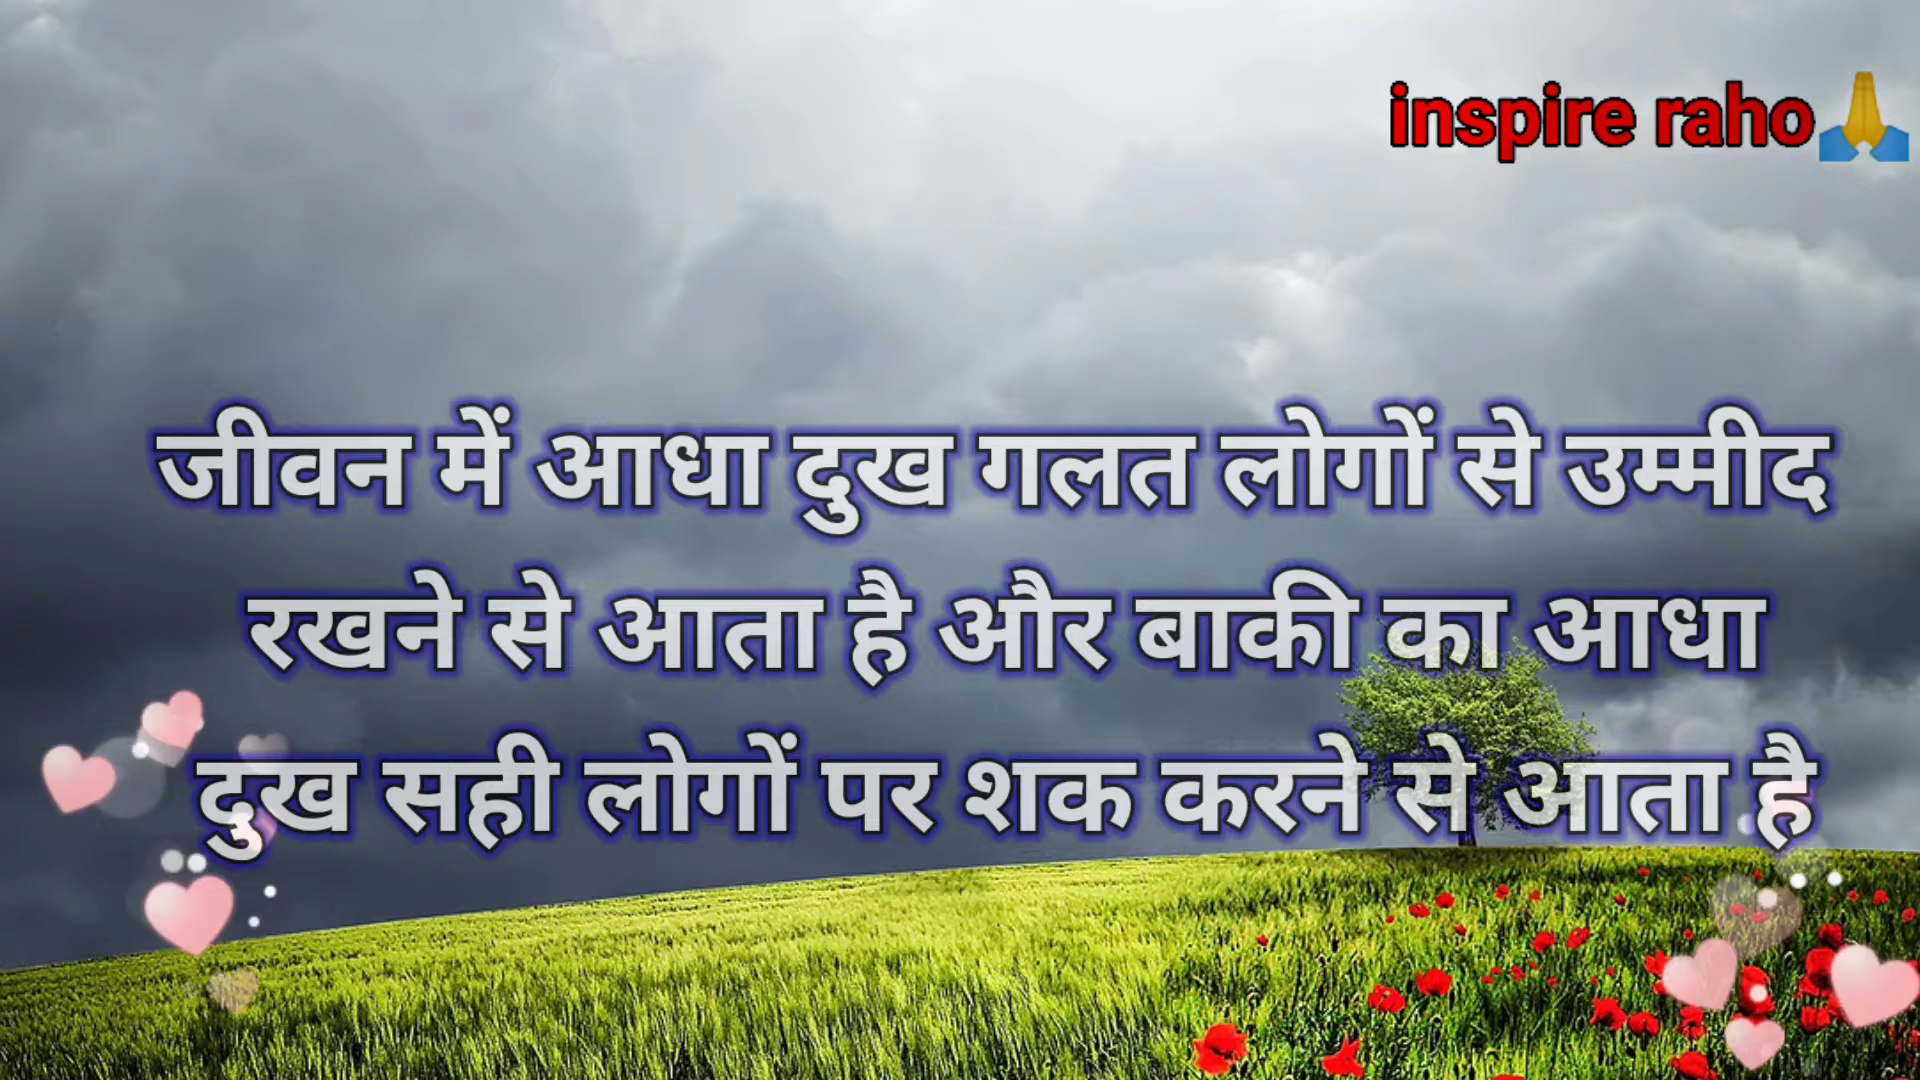 inspire raho🙏
जीवन में आधा दुख गलत लोगों से उम्मीद
रखने से आता है और बाकी का आधा
दुख सही लोगों पर शक करने से आता है